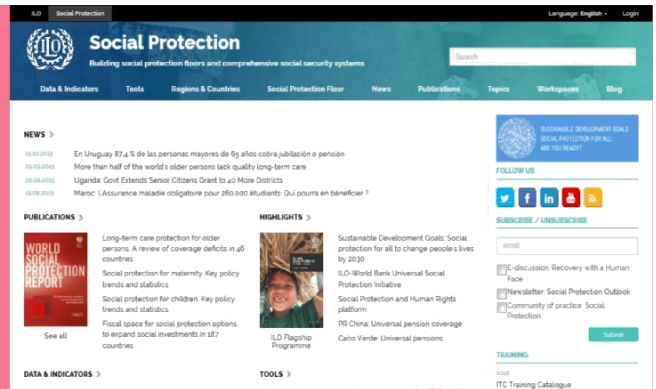 ILO Social Protection Language: English Login
Social Protection
Building social protection floors and comprehensive social security systems
Search
Data & Indicators Tools Regions & Countries Social Protection Floor News Publications Topics Workspaces Blog
NEWS >
En Uruguay 87,4 % de las personas mayores de 65 años cobra jubilación o pensión
More than half of the world's older persons lack quality long-term care
Uganda: Govt Extends Senior Citizens Grant to 40 More Districts
Maroc: L'Assurance maladie obligatoire pour 260 000 étudiants: Qui pourra en bénéficier ?
PUBLICATIONS >
WORLD
SOCIAL
PROTECTION
REPORT
See all
Long-term care protection for older
persons: A review of coverage deficits in 46
countries
Social protection for maternity: Key policy
trends and statistics
Social protection for children: Key policy
trends and statistics
Fiscal space for social protection options
to expand social investments in 187
countries
HIGHLIGHTS >
ILO Flagship
Programme
Sustainable Development Goals: Social
protection for all to change people's lives
by 2030
ILO-World Bank Universal Social
Protection Initiative
Social Protection and Human Rights
platform
PR China: Universal pension coverage
Cabo Verde: Universal pensions
DATA & INDICATORS >
TOOLS >
SUSTAINABLE DEVELOPMENT GOALS
SOCIAL PROTECTION FOR ALL:
ARE YOU READY?
FOLLOW US
SUBSCRIBE / UNSUBSCRIBE
email
E-discussion: Recovery with a Human
Face
Newsletter: Social Protection Outlook
Community of practice: Social
Protection
Submit
TRAINING
ITC Training Catalogue